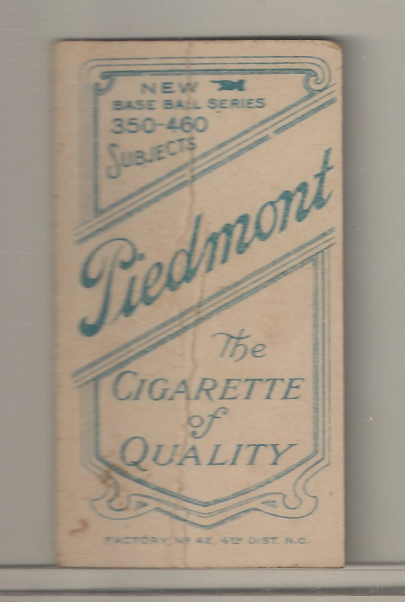 NEW
BASE BALL SERIES
350-460
SUBJECTS
Piedmont
The
CIGARETTE
of
QUALITY
FACTORY Nº 42, 4TH DIST. N.C.